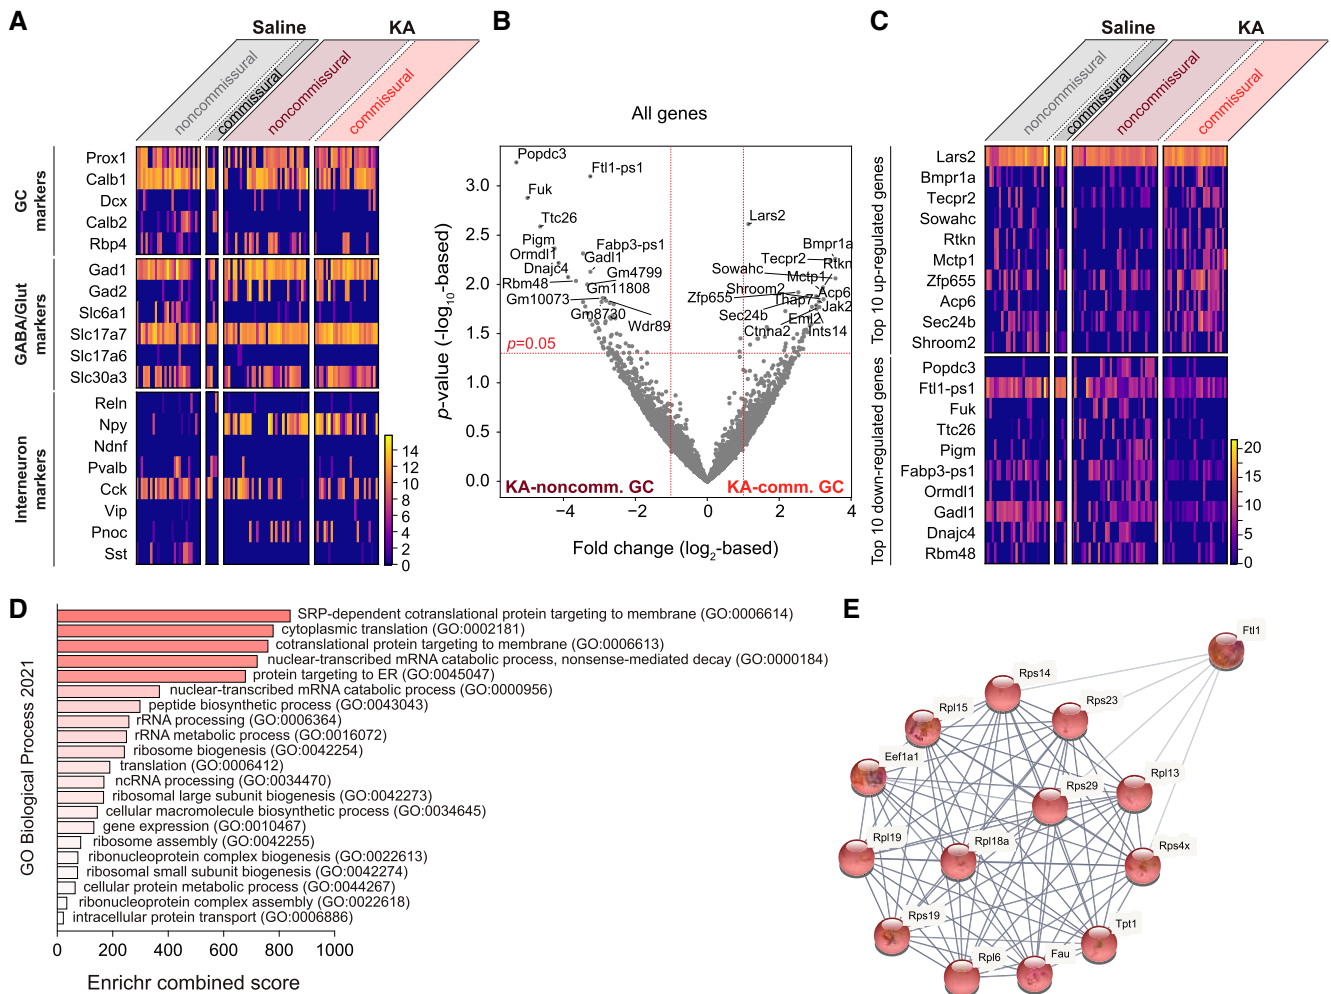 A
Saline KA
noncommissural
commissural
noncommissural
commissural
GC
markers
Prox1
Calb1
Dcx
Calb2
Rbp4
GABA/Glut
markers
Gad1
Gad2
Slc6a1
Slc17a7
Slc17a6
Slc30a3
Interneuron
markers
Reln
Npy
Ndnf
Pvalb
Cck
Vip
Pnoc
Sst
14
12
10
8
6
4
2
0
B
All genes
p-value (-log10-based)
3.0
2.5
2.0
1.5
1.0
0.5
0.0
Popdc3
Ftl1-ps1
Fuk
Ttc26
Lars2
Pigm
Fabp3-ps1
Bmpr1a
Ormdl1
Gadl1
Tecpr2
Rtkn
Dnajc4
Gm4799
Sowahc
Mctp1
Rbm48
Gm11808
Shroom2
Acp6
Gm10073
Zfp655
Thap7
Jak2
Gm8730
Sec24b
Eml2
Wdr89
Ctnna2
Ints14
p=0.05
KA-noncomm. GC KA-comm. GC
−4 −2 0 2 4
Fold change (log2-based)
C
Saline KA
noncommissural
commissural
noncommissural
commissural
Top 10 up-regulated genes
Lars2
Bmpr1a
Tecpr2
Sowahc
Rtkn
Mctp1
Zfp655
Acp6
Sec24b
Shroom2
Top 10 down-regulated genes
Popdc3
Ftl1-ps1
Fuk
Ttc26
Pigm
Fabp3-ps1
Ormdl1
Gadl1
Dnajc4
Rbm48
20
15
10
5
0
D
GO Biological Process 2021
SRP-dependent cotranslational protein targeting to membrane (GO:0006614)
cytoplasmic translation (GO:0002181)
cotranslational protein targeting to membrane (GO:0006613)
nuclear-transcribed mRNA catabolic process, nonsense-mediated decay (GO:0000184)
protein targeting to ER (GO:0045047)
nuclear-transcribed mRNA catabolic process (GO:0000956)
peptide biosynthetic process (GO:0043043)
rRNA processing (GO:0006364)
rRNA metabolic process (GO:0016072)
ribosome biogenesis (GO:0042254)
translation (GO:0006412)
ncRNA processing (GO:0034470)
ribosomal large subunit biogenesis (GO:0042273)
cellular macromolecule biosynthetic process (GO:0034645)
gene expression (GO:0010467)
ribosome assembly (GO:0042255)
ribonucleoprotein complex biogenesis (GO:0022613)
ribosomal small subunit biogenesis (GO:0042274)
cellular protein metabolic process (GO:0044267)
ribonucleoprotein complex assembly (GO:0022618)
intracellular protein transport (GO:0006886)
0 200 400 600 800 1000
Enrichr combined score
E
Ftl1
Rps14
Rps23
Rpl15
Eef1a1
Rpl13
Rps29
Rpl19
Rpl18a
Rps4x
Rps19
Tpt1
Rpl6
Fau